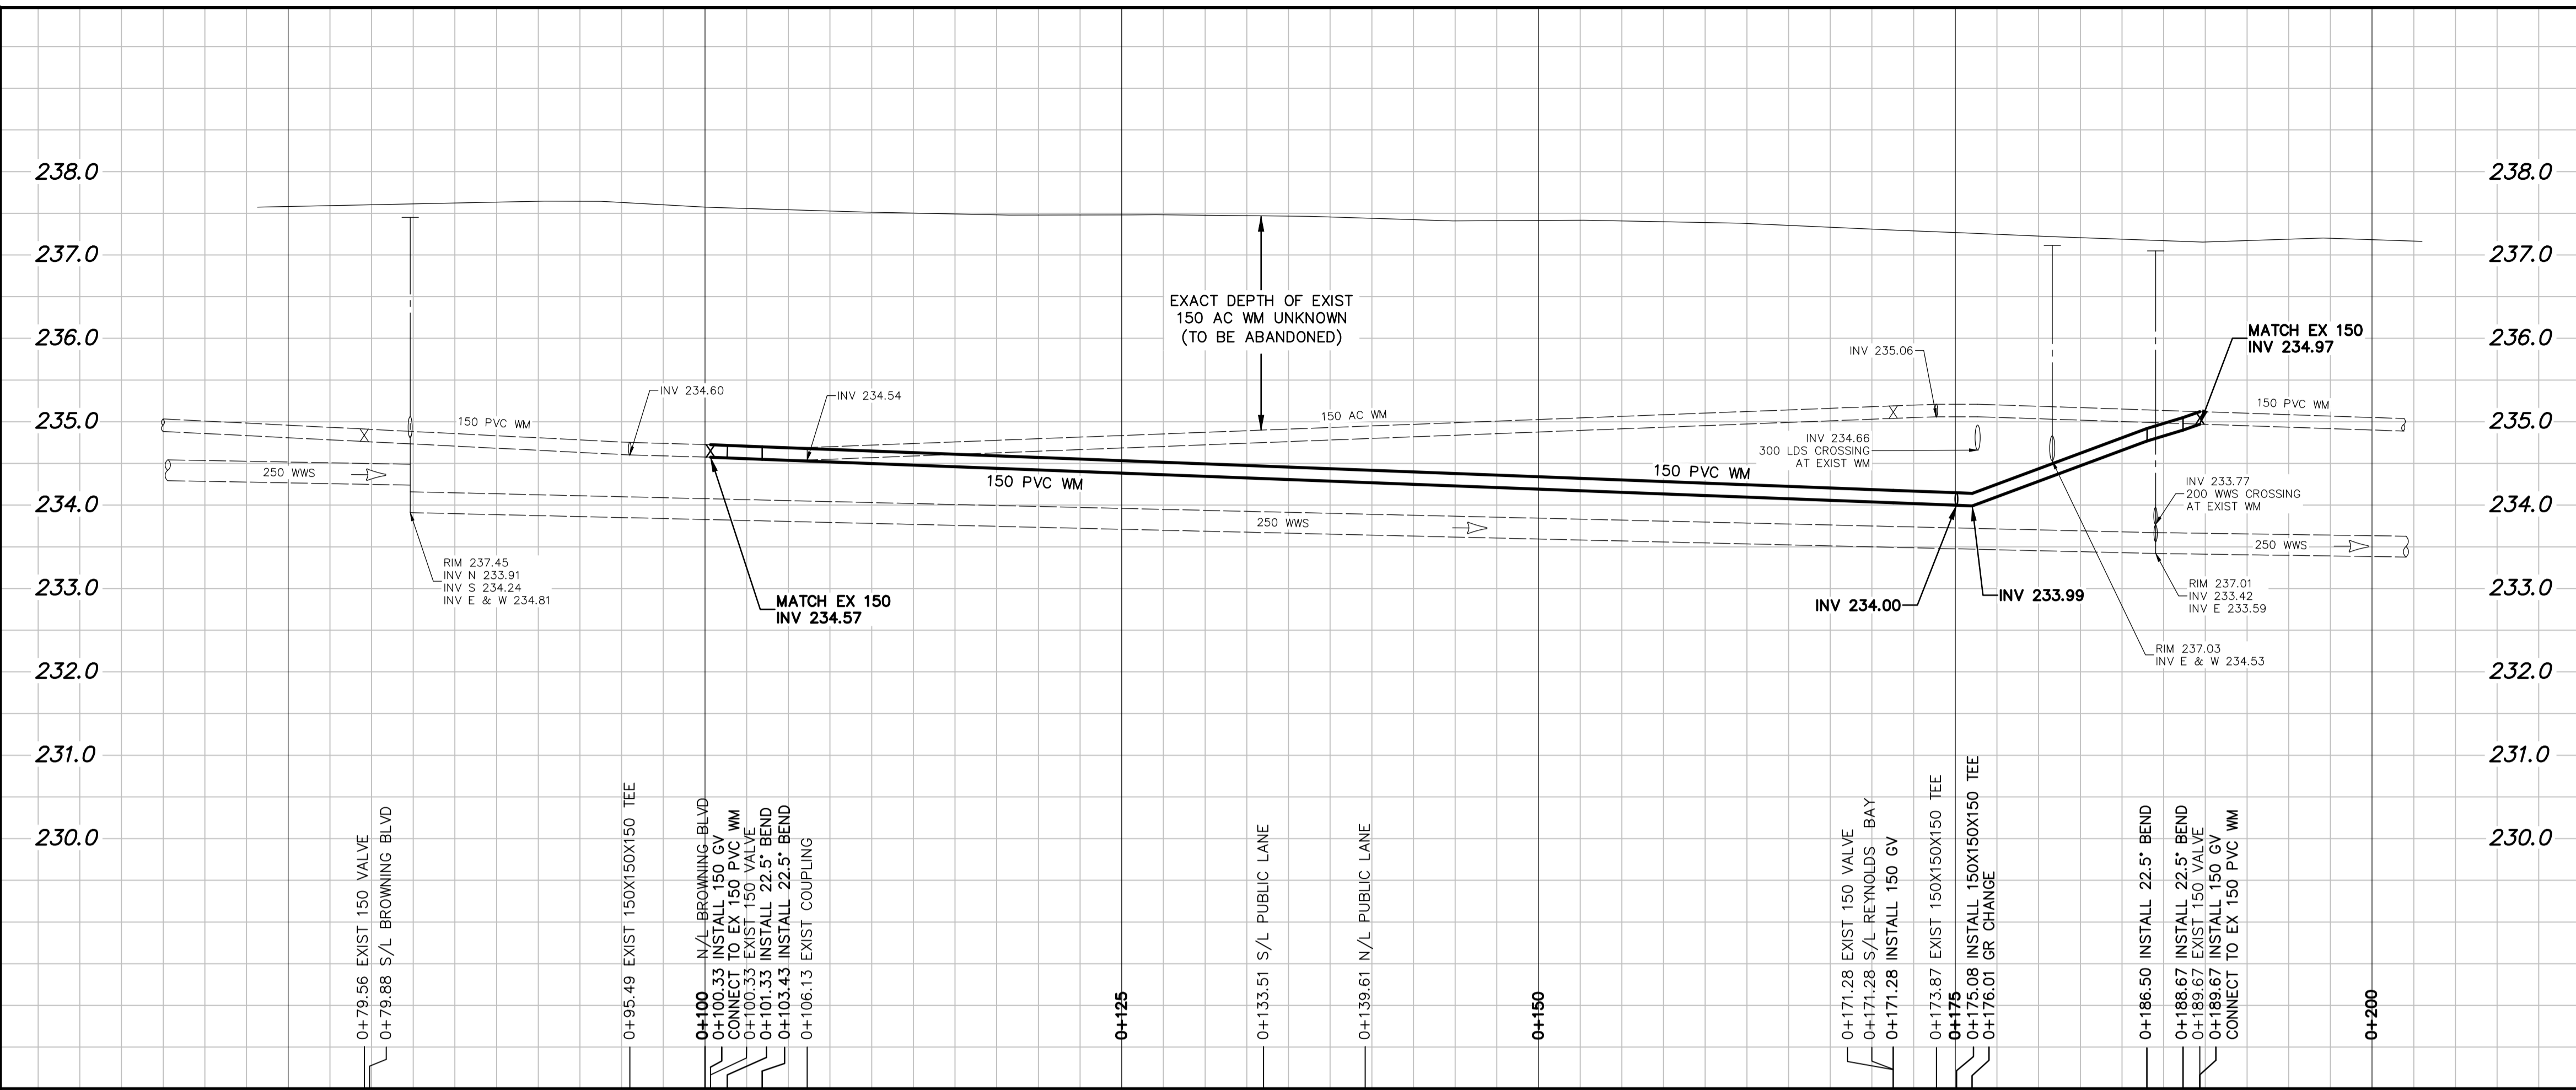 238.0
237.0
236.0
235.0
234.0
233.0
232.0
231.0
230.0
238.0
237.0
236.0
235.0
234.0
233.0
232.0
231.0
230.0
EXACT DEPTH OF EXIST
150 AC WM UNKNOWN
(TO BE ABANDONED)
MATCH EX 150
INV 234.97
INV 235.06
INV 234.60
INV 234.54
150 PVC WM
150 AC WM
150 PVC WM
INV 234.66
300 LDS CROSSING
AT EXIST WM
250 WWS
150 PVC WM
150 PVC WM
INV 233.77
200 WWS CROSSING
AT EXIST WM
250 WWS
250 WWS
RIM 237.45
INV N 233.91
INV S 234.24
INV E & W 234.81
MATCH EX 150
INV 234.57
INV 234.00
INV 233.99
RIM 237.01
INV 233.42
INV E 233.59
RIM 237.03
INV E & W 234.53
0+79.56 EXIST 150 VALVE
0+79.88 S/L BROWNING BLVD
0+95.49 EXIST 150X150X150 TEE
0+100
N/L BROWNING BLVD
0+100.33 INSTALL 150 GV
CONNECT TO EX 150 PVC WM
0+100.33 EXIST 150 VALVE
0+101.33 INSTALL 22.5° BEND
0+103.43 INSTALL 22.5° BEND
0+106.13 EXIST COUPLING
0+125
0+133.51 S/L PUBLIC LANE
0+139.61 N/L PUBLIC LANE
0+150
0+171.28 EXIST 150 VALVE
0+171.28 S/L REYNOLDS BAY
0+171.28 INSTALL 150 GV
0+173.87 EXIST 150X150X150 TEE
0+175
0+175.08 INSTALL 150X150X150 TEE
0+176.01 GR CHANGE
0+186.50 INSTALL 22.5° BEND
0+188.67 INSTALL 22.5° BEND
0+189.67 EXIST 150 VALVE
0+189.67 INSTALL 150 GV
CONNECT TO EX 150 PVC WM
0+200